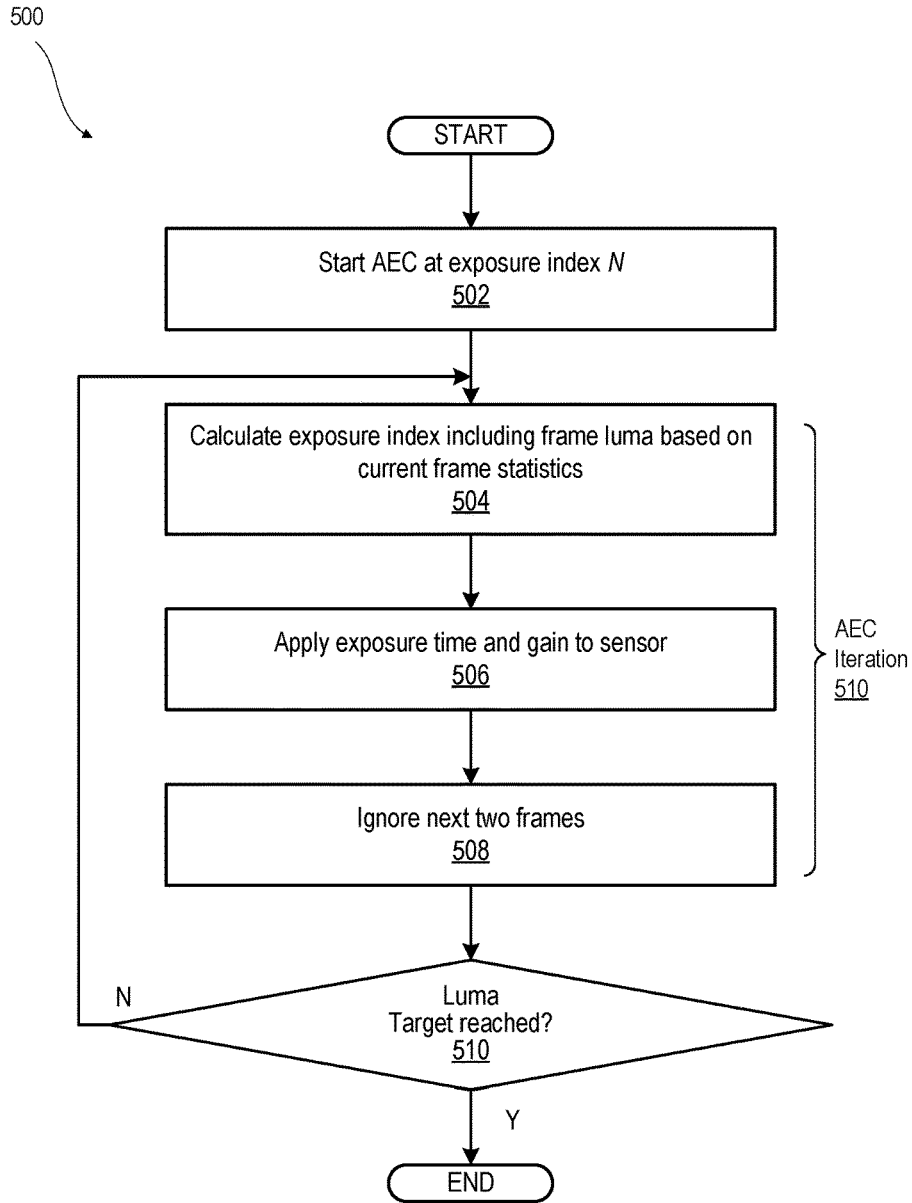 500
START
Start AEC at exposure index N
502
Calculate exposure index including frame luma based on
current frame statistics
504
Apply exposure time and gain to sensor
506
AEC
Iteration
510
Ignore next two frames
508
N
Luma
Target reached?
510
Y
END